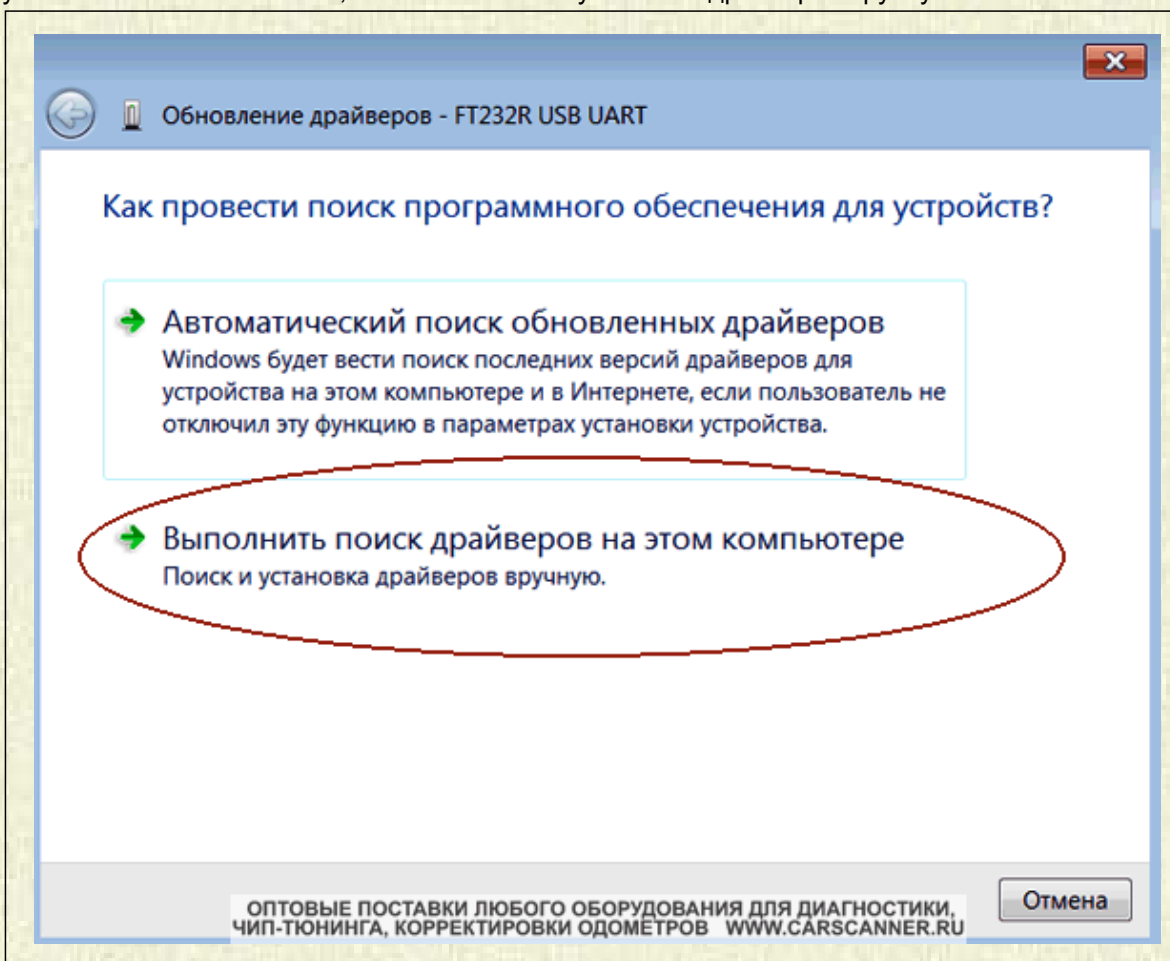 Обновление драйверов - FT232R USB UART
Как провести поиск программного обеспечения для устройств?
Автоматический поиск обновленных драйверов
Windows будет вести поиск последних версий драйверов для
устройства на этом компьютере и в Интернете, если пользователь не
отключил эту функцию в параметрах установки устройства.
Выполнить поиск драйверов на этом компьютере
Поиск и установка драйверов вручную.
Отмена
ОПТОВЫЕ ПОСТАВКИ ЛЮБОГО ОБОРУДОВАНИЯ ДЛЯ ДИАГНОСТИКИ,
ЧИП-ТЮНИНГА, КОРРЕКТИРОВКИ ОДОМЕТРОВ WWW.CARSCANNER.RU